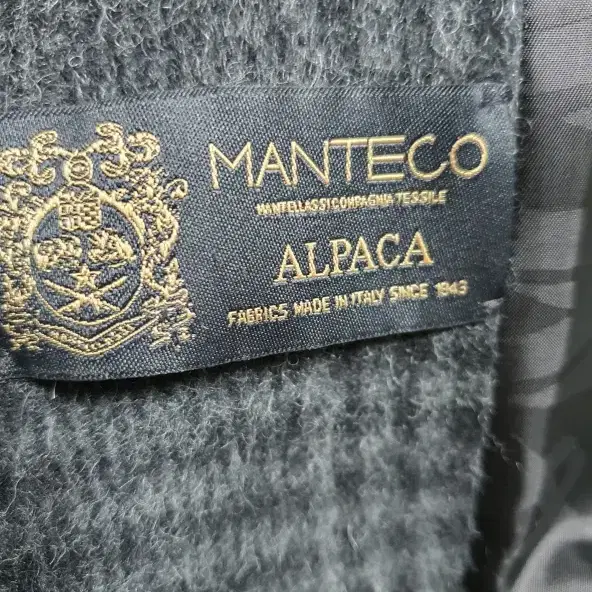 MANTECO
MANTELLASSI COMPAGNIA TESSILE
ALPACA
FABRICS MADE IN ITALY SINCE 1943